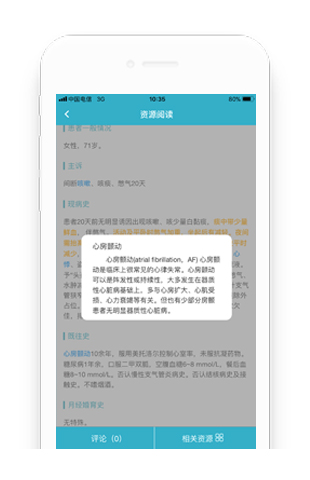 中国电信 3G 10:35 60%
资源阅读
患者一般情况
女性，71岁。
主诉
间断咳嗽、咳痰、憋气20天
现病史
患者20天前无明显诱因出现咳嗽、咳少量白黏痰，
心房颤动
心房颤动(atrial fibrillation，AF) 心房颤
动是临床上很常见的心律失常。心房颤动
可以是阵发性或持续性，大多发生在器质
性心脏病基础上，多与心房扩大、心肌受
损、心力衰竭等有关。但也有少部分房颤
患者无明显器质性心脏病。
既往史
心房颤动10余年，服用美托洛尔控制心室率，未服抗凝药物。
糖尿病1年余，口服二甲双胍，空腹血糖6~8 mmol/L，餐后血
糖8~10 mmol/L。否认慢性支气管炎病史。否认结核病史及接
触史。不嗜烟酒。
月经婚育史
无特殊。
评论（0） 相关资源